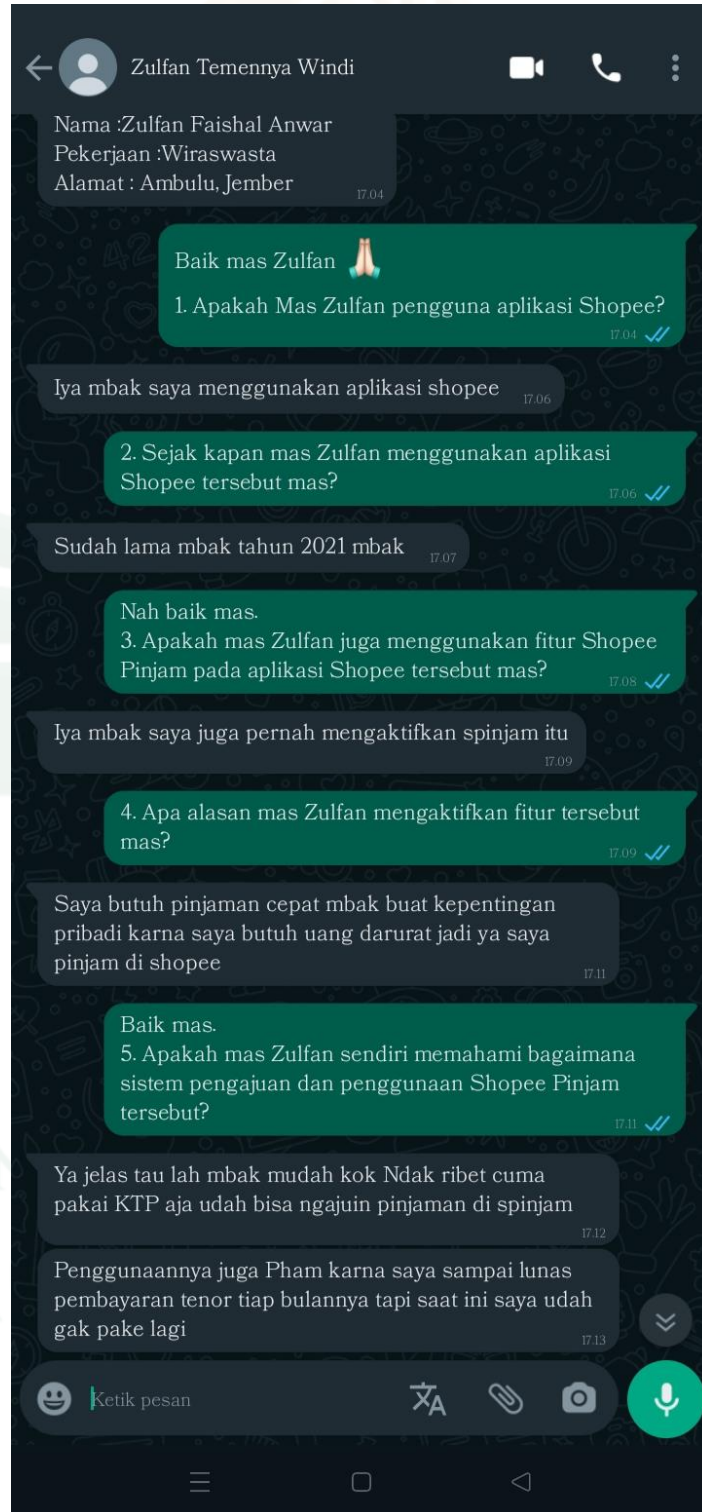 Zulfan Temennya Windi
Nama :Zulfan Faishal Anwar
Pekerjaan :Wiraswasta
Alamat : Ambulu, Jember
17.04
Baik mas Zulfan 🙏🏻
1. Apakah Mas Zulfan pengguna aplikasi Shopee?
17.04
Iya mbak saya menggunakan aplikasi shopee
17.06
2. Sejak kapan mas Zulfan menggunakan aplikasi
Shopee tersebut mas?
17.06
Sudah lama mbak tahun 2021 mbak
17.07
Nah baik mas.
3. Apakah mas Zulfan juga menggunakan fitur Shopee
Pinjam pada aplikasi Shopee tersebut mas?
17.08
Iya mbak saya juga pernah mengaktifkan spinjam itu
17.09
4. Apa alasan mas Zulfan mengaktifkan fitur tersebut
mas?
17.09
Saya butuh pinjaman cepat mbak buat kepentingan
pribadi karna saya butuh uang darurat jadi ya saya
pinjam di shopee
17.11
Baik mas.
5. Apakah mas Zulfan sendiri memahami bagaimana
sistem pengajuan dan penggunaan Shopee Pinjam
tersebut?
17.11
Ya jelas tau lah mbak mudah kok Ndak ribet cuma
pakai KTP aja udah bisa ngajuin pinjaman di spinjam
17.12
Penggunaannya juga Pham karna saya sampai lunas
pembayaran tenor tiap bulannya tapi saat ini saya udah
gak pake lagi
17.13
Ketik pesan